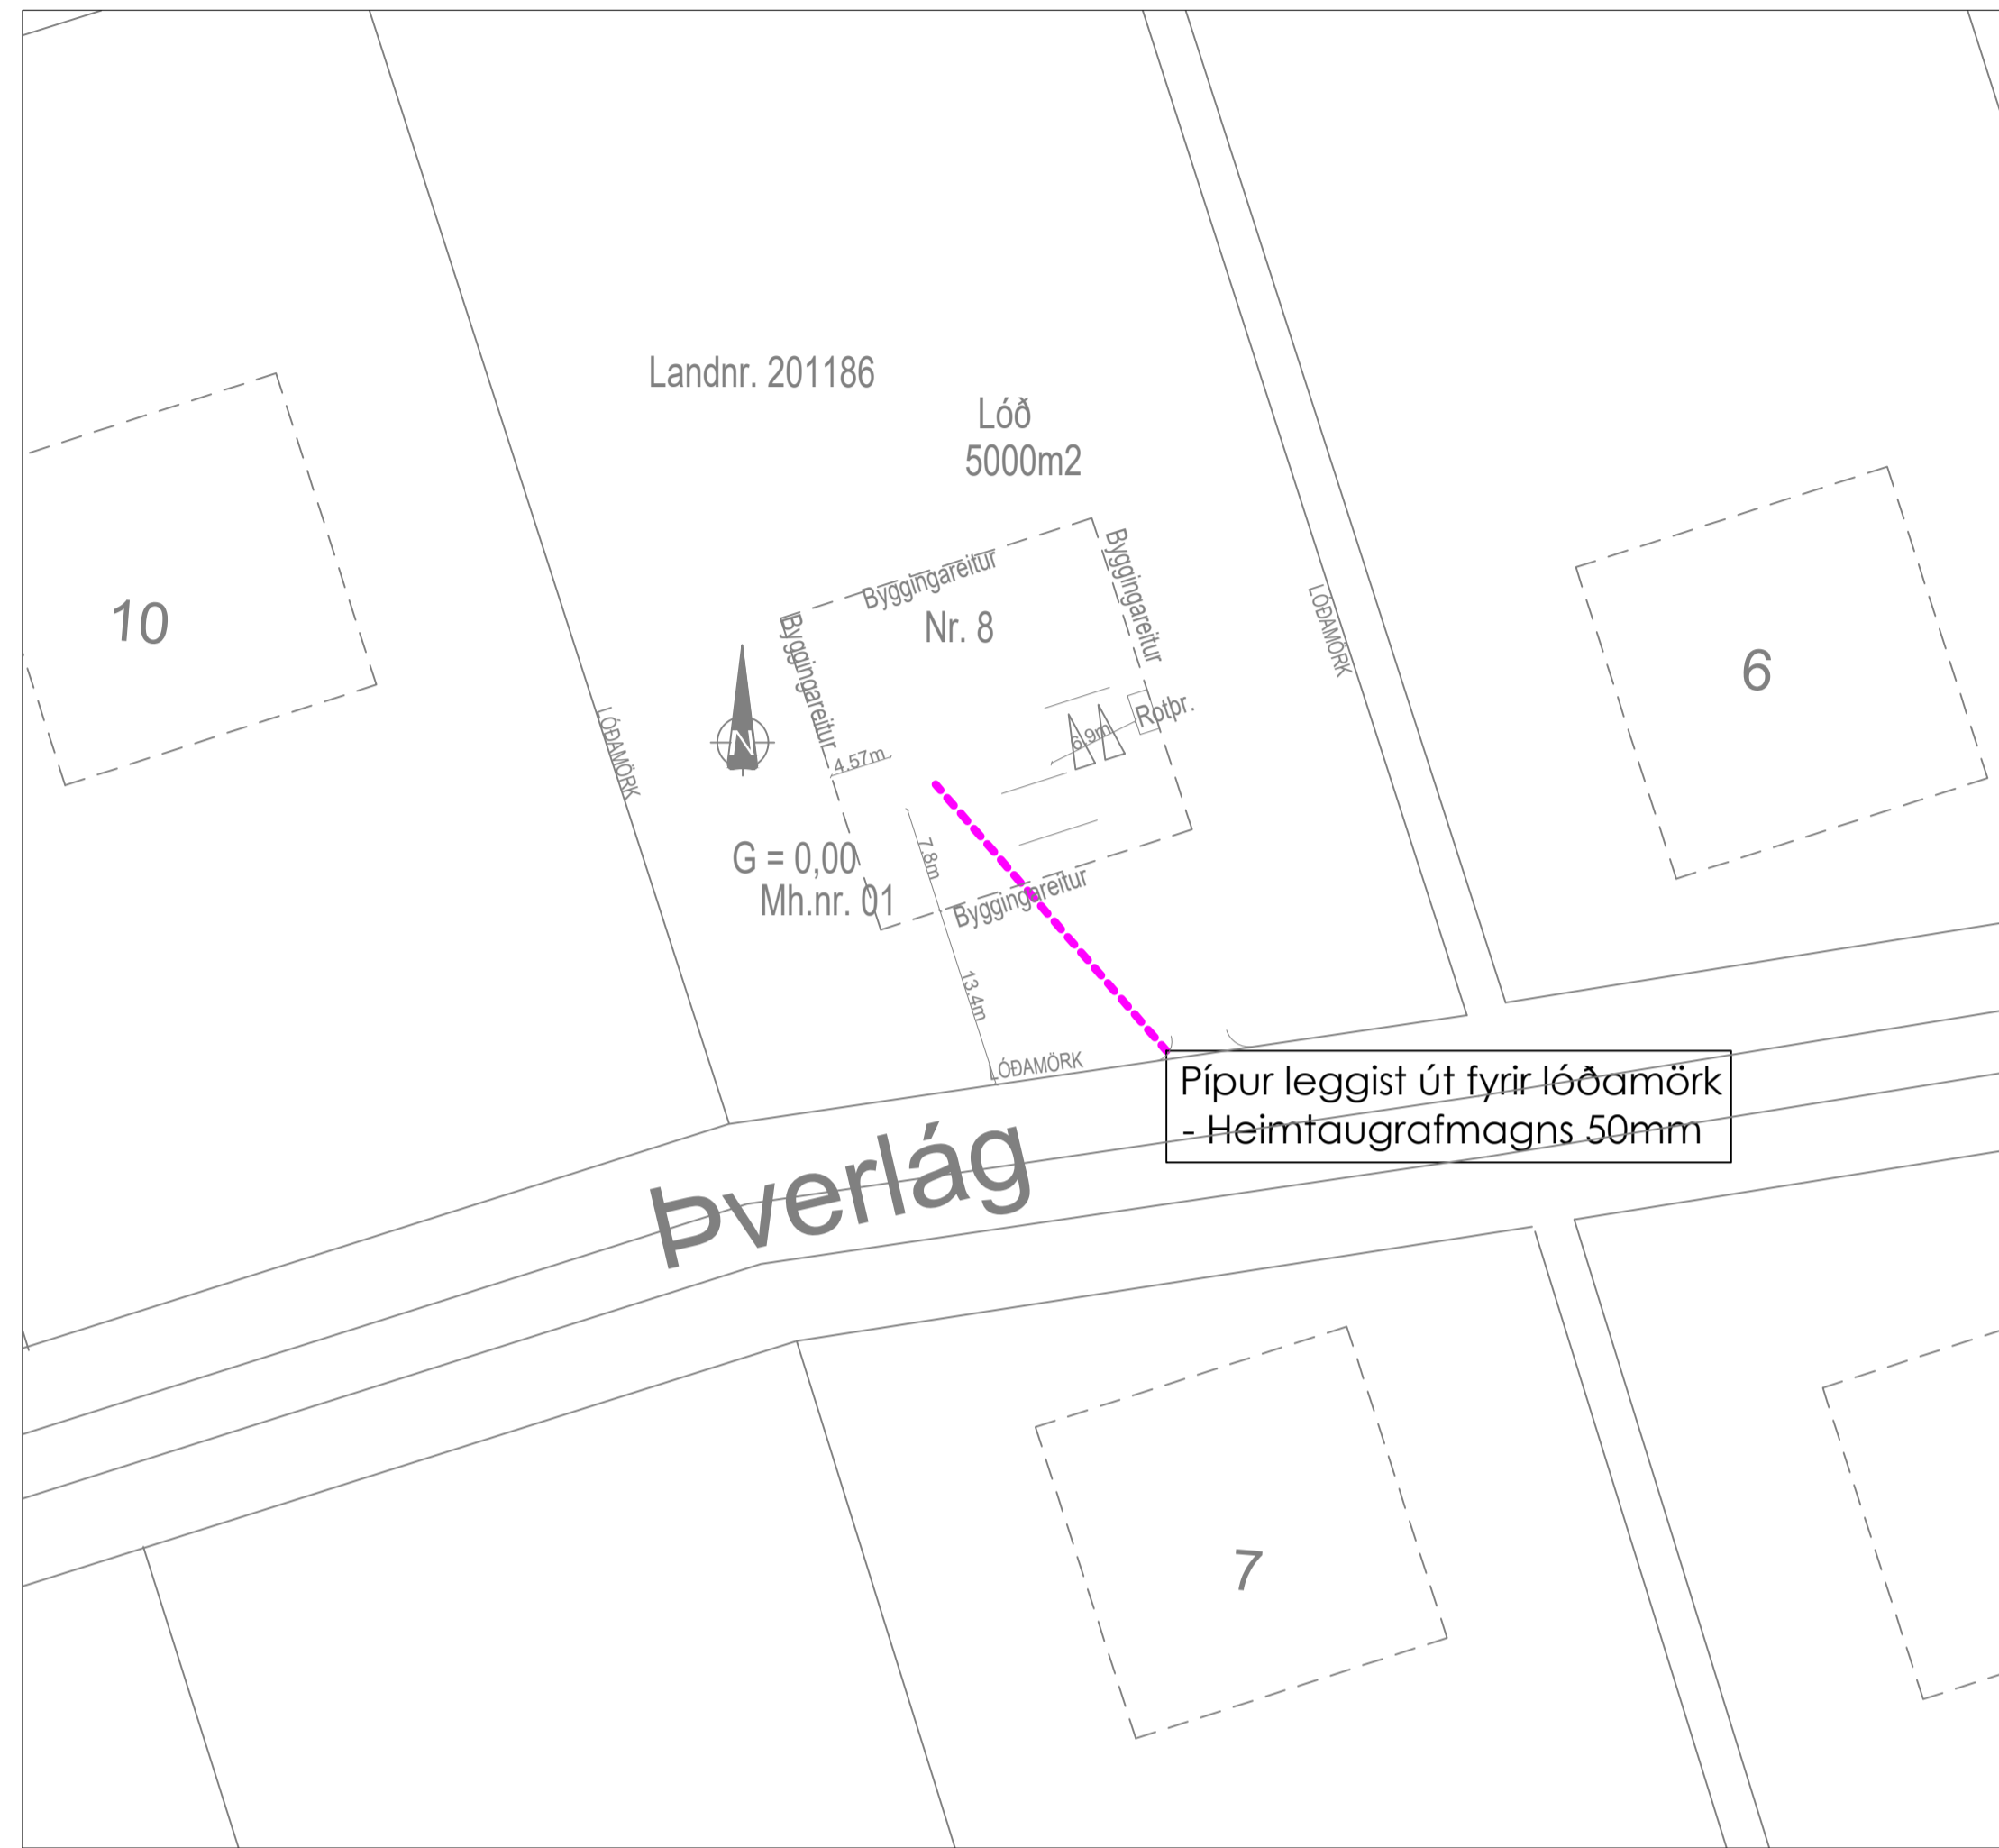 Landnr. 201186
Lóð
5000m2
Byggingareitur
Byggingareitur
Nr. 8
10
LÓÐAMÖRK
6
Byggingareitur
N
Rotþr.
6.9m
4.57m
LÓÐAMÖRK
7.8m
G = 0,00
Mh.nr. 01
Byggingareitur
13.4m
LÓÐAMÖRK
Pípur leggist út fyrir lóðamörk
- Heimtaugrafmagns 50mm
Þverlág
7